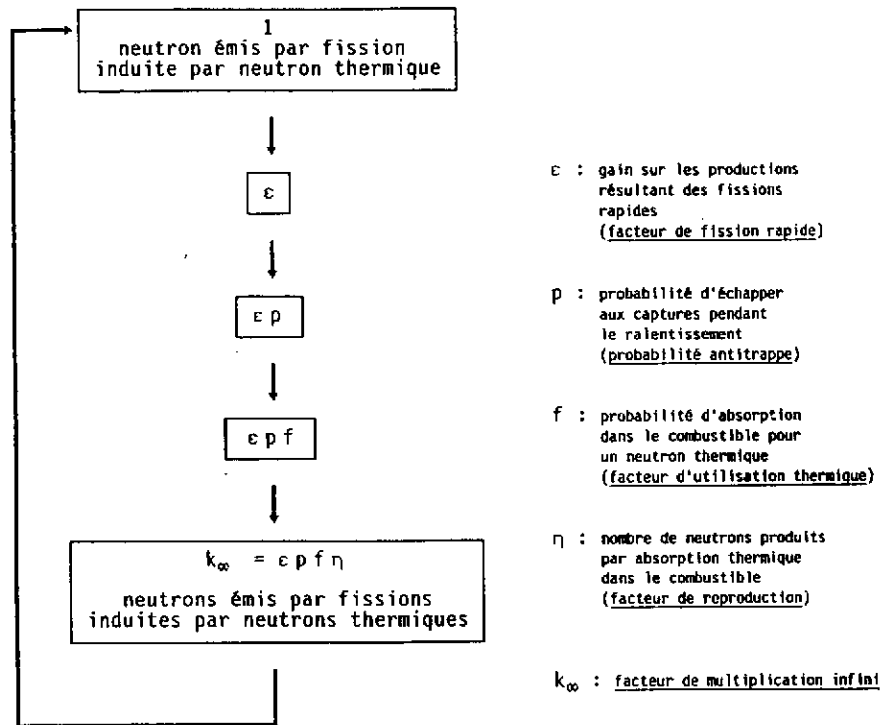 1
neutron émis par fission
induite par neutron thermique
ε
ε p
ε p f
k∞ = ε p f η
neutrons émis par fissions
induites par neutrons thermiques
ε : gain sur les productions
résultant des fissions
rapides
(facteur de fission rapide)
p : probabilité d'échapper
aux captures pendant
le ralentissement
(probabilité antitrappe)
f : probabilité d'absorption
dans le combustible pour
un neutron thermique
(facteur d'utilisation thermique)
η : nombre de neutrons produits
par absorption thermique
dans le combustible
(facteur de reproduction)
k∞ : facteur de multiplication infini